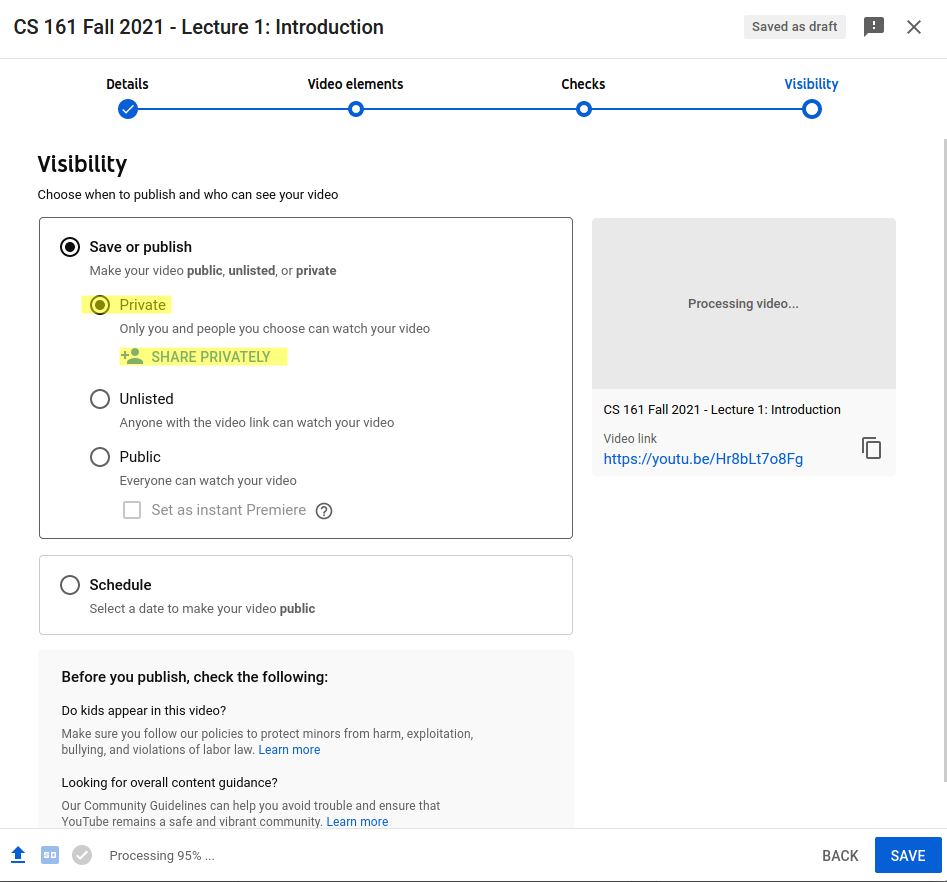 CS 161 Fall 2021 - Lecture 1: Introduction
Saved as draft
Details
Video elements
Checks
Visibility
Visibility
Choose when to publish and who can see your video
Save or publish
Make your video public, unlisted, or private
Private
Only you and people you choose can watch your video
SHARE PRIVATELY
Unlisted
Anyone with the video link can watch your video
Public
Everyone can watch your video
Set as instant Premiere
Schedule
Select a date to make your video public
Processing video...
CS 161 Fall 2021 - Lecture 1: Introduction
Video link
https://youtu.be/Hr8bLt7o8Fg
Before you publish, check the following:
Do kids appear in this video?
Make sure you follow our policies to protect minors from harm, exploitation,
bullying, and violations of labor law. Learn more
Looking for overall content guidance?
Our Community Guidelines can help you avoid trouble and ensure that
YouTube remains a safe and vibrant community. Learn more
SD
Processing 95% ...
BACK
SAVE